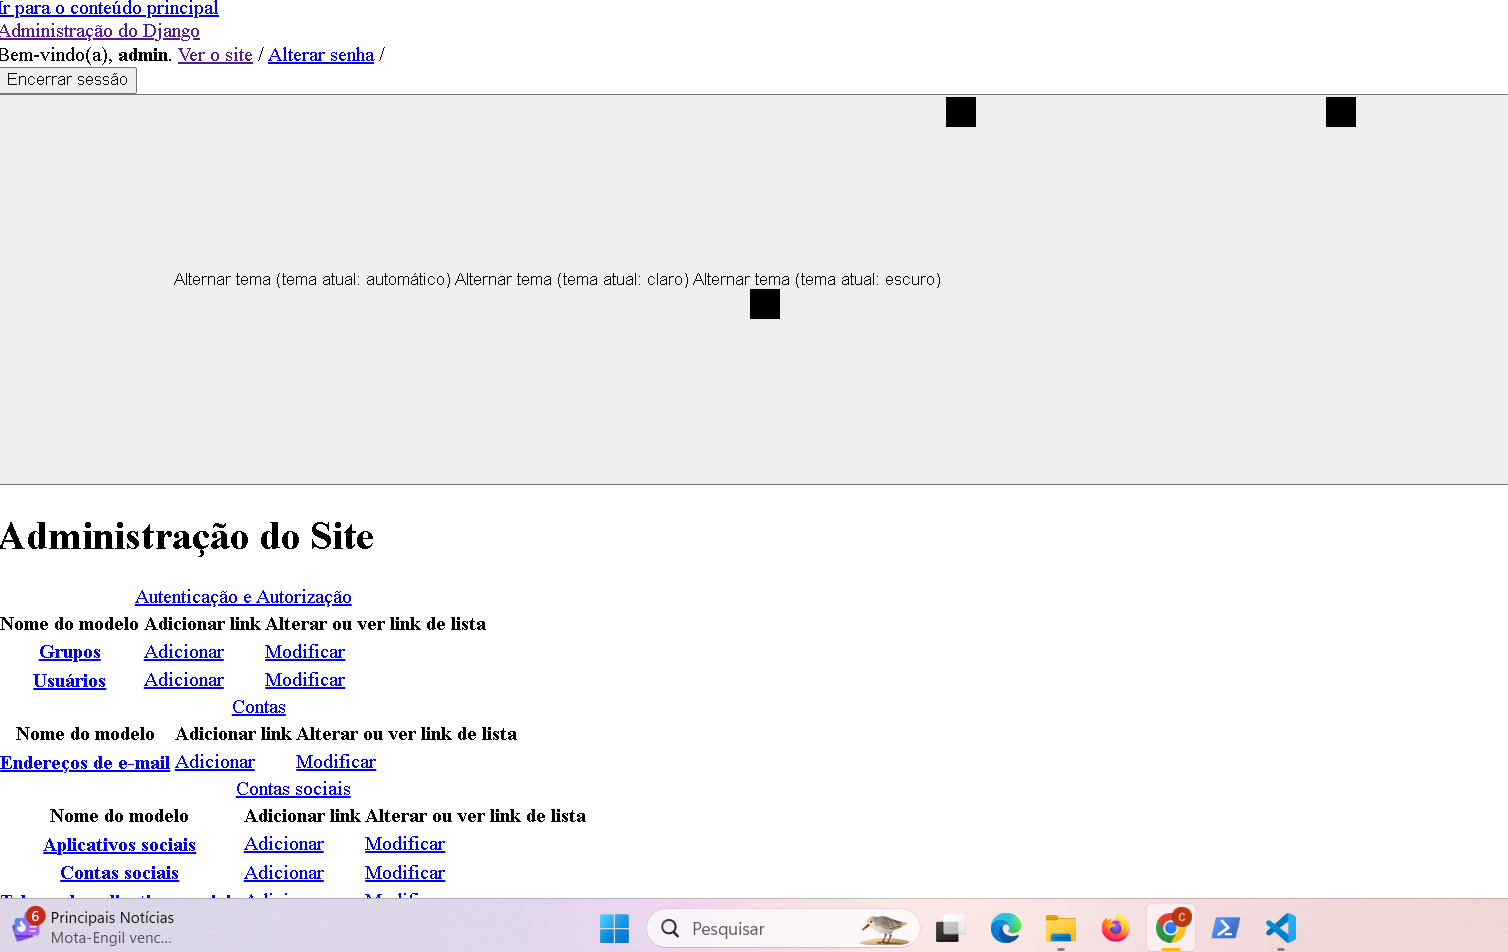 Ir para o conteúdo principal
Administração do Django
Bem-vindo(a), admin. Ver o site / Alterar senha /
Encerrar sessão
Alternar tema (tema atual: automático) Alternar tema (tema atual: claro) Alternar tema (tema atual: escuro)
Administração do Site
Autenticação e Autorização
Nome do modelo Adicionar link Alterar ou ver link de lista
Grupos Adicionar Modificar
Usuários Adicionar Modificar
Contas
Nome do modelo Adicionar link Alterar ou ver link de lista
Endereços de e-mail Adicionar Modificar
Contas sociais
Nome do modelo Adicionar link Alterar ou ver link de lista
Aplicativos sociais Adicionar Modificar
Contas sociais Adicionar Modificar
6 Principais Notícias
Mota-Engil venc...
Pesquisar
C